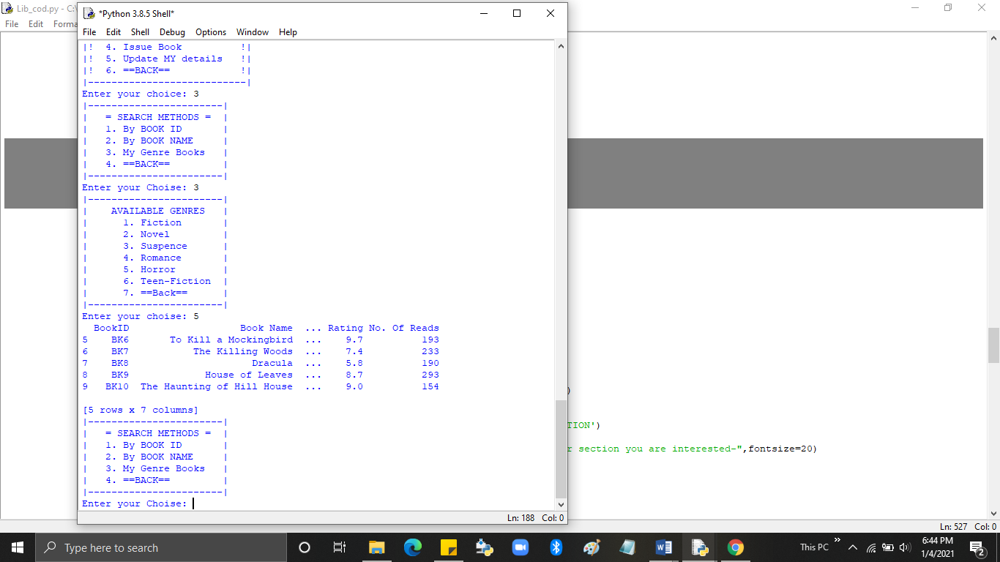 Lib_cod.py - C:\
File Edit Forma
*Python 3.8.5 Shell*
File Edit Shell Debug Options Window Help
|!  4. Issue Book          !|
|!  5. Update MY details   !|
|!  6. ==BACK==            !|
|---------------------------|
Enter your choice: 3
|-----------------------|
|   = SEARCH METHODS =  |
|   1. By BOOK ID       |
|   2. By BOOK NAME     |
|   3. My Genre Books   |
|   4. ==BACK==         |
|-----------------------|
Enter your Choise: 3
|-----------------------|
|    AVAILABLE GENRES   |
|      1. Fiction       |
|      2. Novel         |
|      3. Suspence      |
|      4. Romance       |
|      5. Horror        |
|      6. Teen-Fiction  |
|      7. ==Back==      |
|-----------------------|
Enter your choise: 5
  BookID                   Book Name  ... Rating No. Of Reads
5    BK6       To Kill a Mockingbird  ...    9.7          193
6    BK7           The Killing Woods  ...    7.4          233
7    BK8                     Dracula  ...    5.8          190
8    BK9             House of Leaves  ...    8.7          293
9   BK10  The Haunting of Hill House  ...    9.0          154
[5 rows x 7 columns]
|-----------------------|
|   = SEARCH METHODS =  |
|   1. By BOOK ID       |
|   2. By BOOK NAME     |
|   3. My Genre Books   |
|   4. ==BACK==         |
|-----------------------|
Enter your Choise:
Ln: 188 Col: 0
)
TION')
r section you are interested-",fontsize=20)
Ln: 527 Col: 0
Type here to search
This PC
6:44 PM
1/4/2021
2